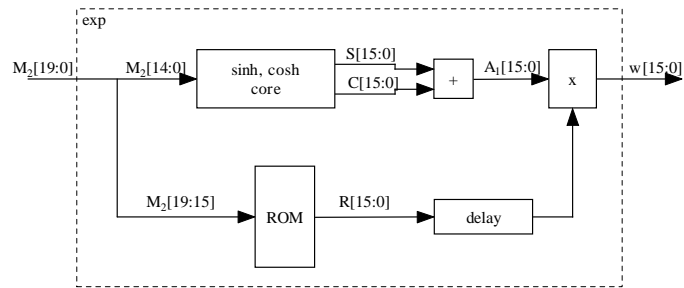 exp
M₂[19:0]
M₂[14:0]
sinh, cosh
core
S[15:0]
C[15:0]
+
A₁[15:0]
x
w[15:0]
M₂[19:15]
ROM
R[15:0]
delay